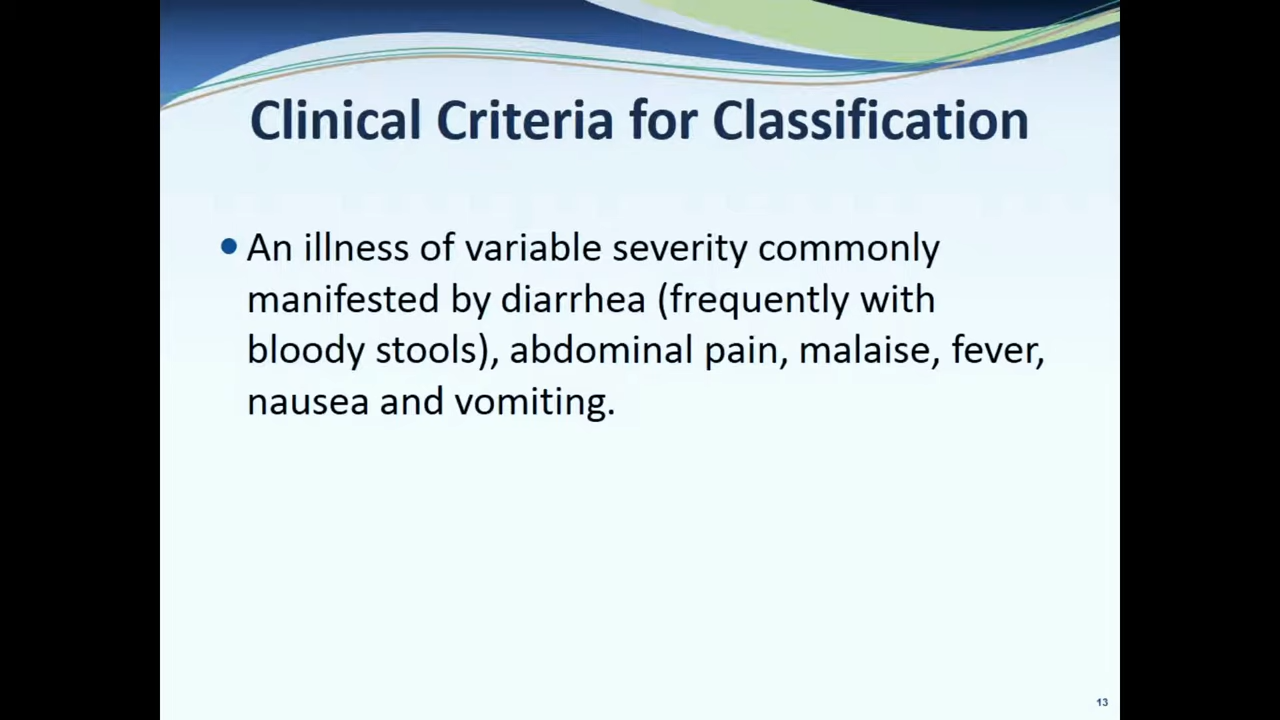 Clinical Criteria for Classification
• An illness of variable severity commonly
manifested by diarrhea (frequently with
bloody stools), abdominal pain, malaise, fever,
nausea and vomiting.
13